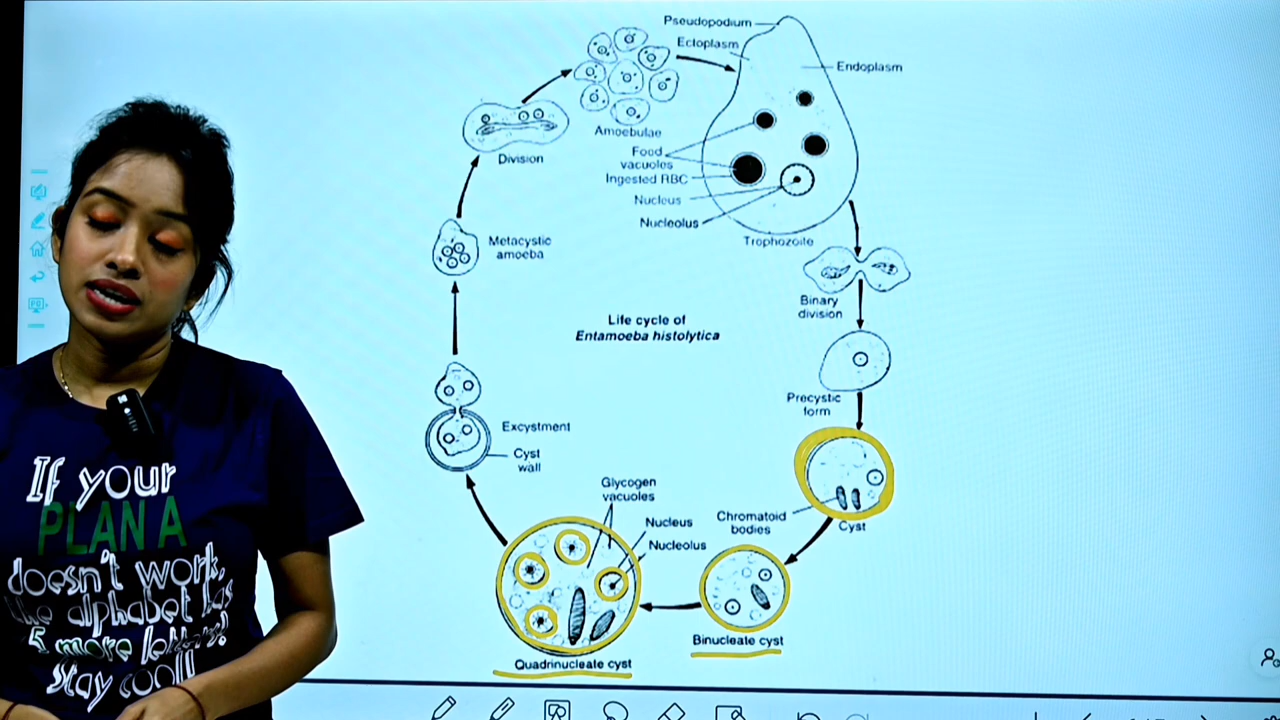 Pseudopodium
Ectoplasm
Endoplasm
Amoebulae
Division
Food
vacuoles
Ingested RBC
Nucleus
Nucleolus
Trophozoite
Metacystic
amoeba
Binary
division
Life cycle of
Entamoeba histolytica
Precystic
form
Excystment
Cyst
wall
Glycogen
vacuoles
Nucleus
Nucleolus
Chromatoid
bodies
Cyst
Binucleate cyst
Quadrinucleate cyst
If your
PLAN A
doesn't work,
the alphabet has
5 more letters!
Stay cool!